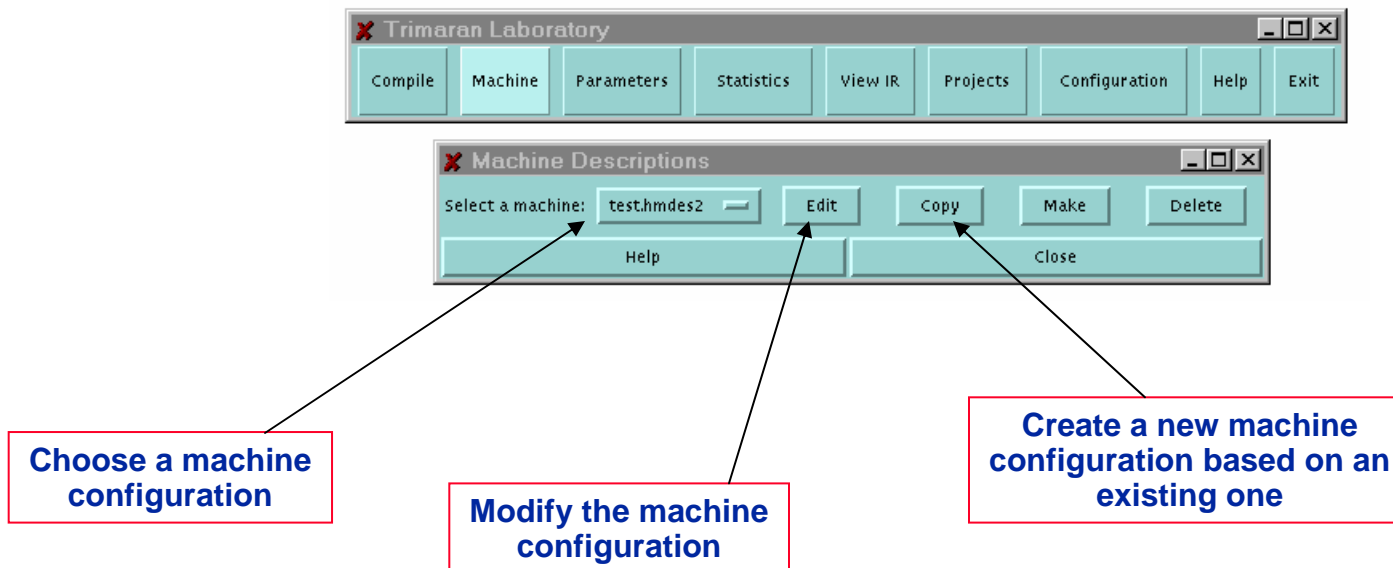 Trimaran Laboratory
Compile Machine Parameters Statistics View IR Projects Configuration Help Exit
Machine Descriptions
Select a machine: test.hmdes2 Edit Copy Make Delete
Help Close
Choose a machine
configuration
Modify the machine
configuration
Create a new machine
configuration based on an
existing one